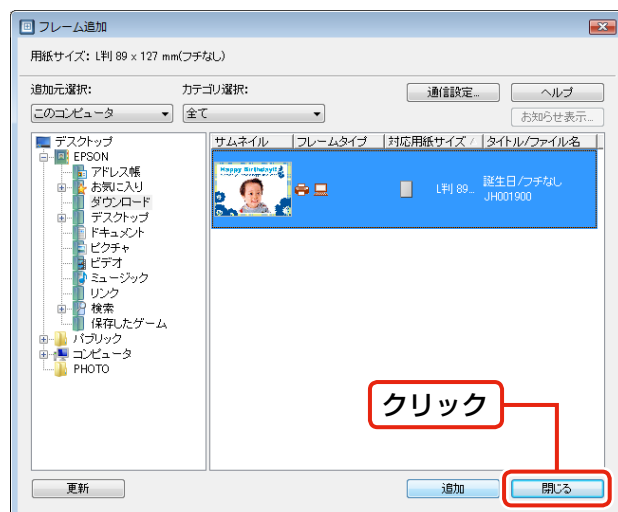 フレーム追加
用紙サイズ: L判 89 x 127 mm(フチなし)
追加元選択:
カテゴリ選択:
通信設定...
ヘルプ
このコンピュータ
全て
お知らせ表示...
デスクトップ
EPSON
アドレス帳
お気に入り
ダウンロード
デスクトップ
ドキュメント
ピクチャ
ビデオ
ミュージック
リンク
検索
保存したゲーム
パブリック
コンピュータ
PHOTO
サムネイル
フレームタイプ
対応用紙サイズ /
タイトル/ファイル名
Happy Birthday!!
L判 89...
誕生日/フチなし
JH001900
クリック
更新
追加
閉じる